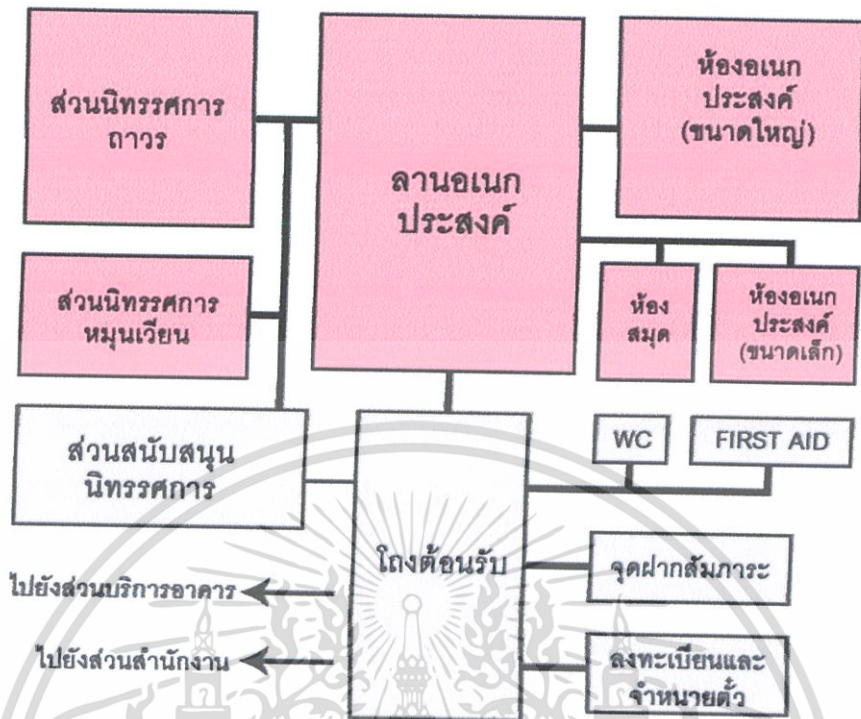 ส่วนนิทรรศการ
ถาวร
ลานอเนก
ประสงค์
ห้องอเนก
ประสงค์
(ขนาดใหญ่)
ส่วนนิทรรศการ
หมุนเวียน
ห้อง
สมุด
ห้องอเนก
ประสงค์
(ขนาดเล็ก)
ส่วนสนับสนุน
นิทรรศการ
WC
FIRST AID
โถงต้อนรับ
จุดฝากสัมภาระ
ไปยังส่วนบริการอาคาร
ไปยังส่วนสำนักงาน
ลงทะเบียนและ
จำหน่ายตั๋ว